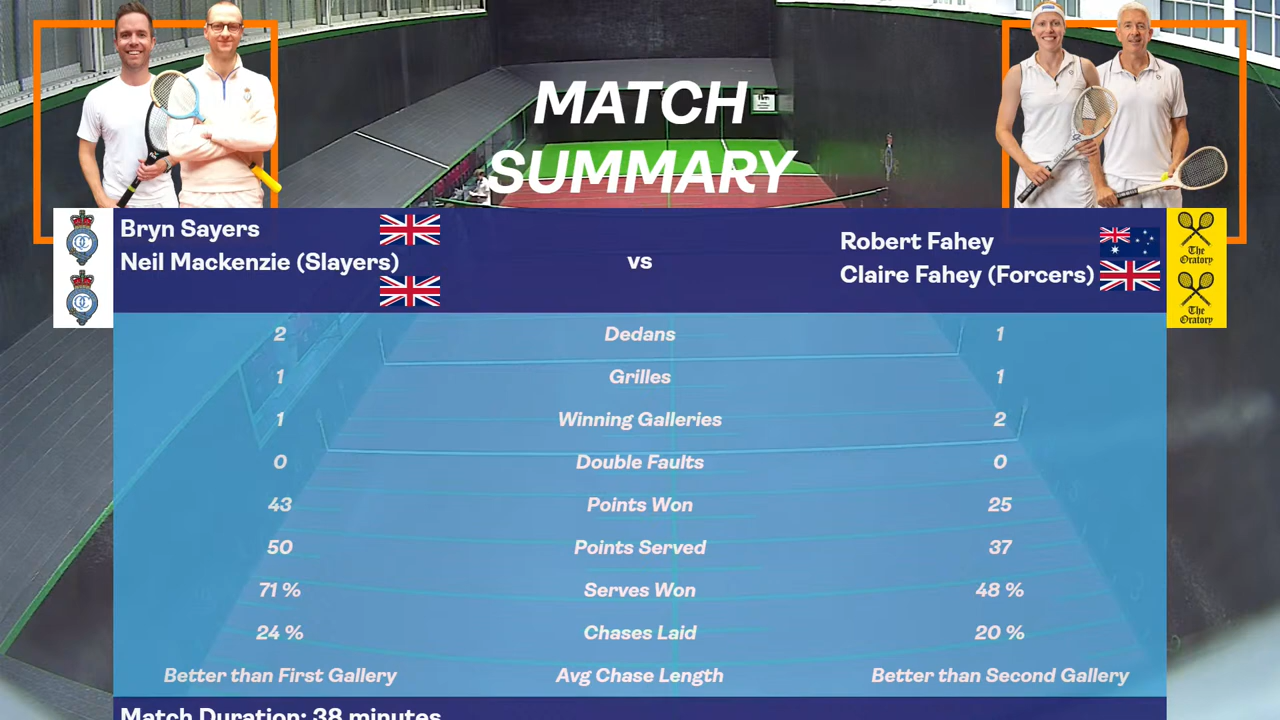 MATCH
SUMMARY
Bryn Sayers
Neil Mackenzie (Slayers)
vs
Robert Fahey
Claire Fahey (Forcers)
The
Oratory
The
Oratory
2 Dedans 1
1 Grilles 1
1 Winning Galleries 2
0 Double Faults 0
43 Points Won 25
50 Points Served 37
71 % Serves Won 48 %
24 % Chases Laid 20 %
Better than First Gallery Avg Chase Length Better than Second Gallery
Match Duration: 38 minutes